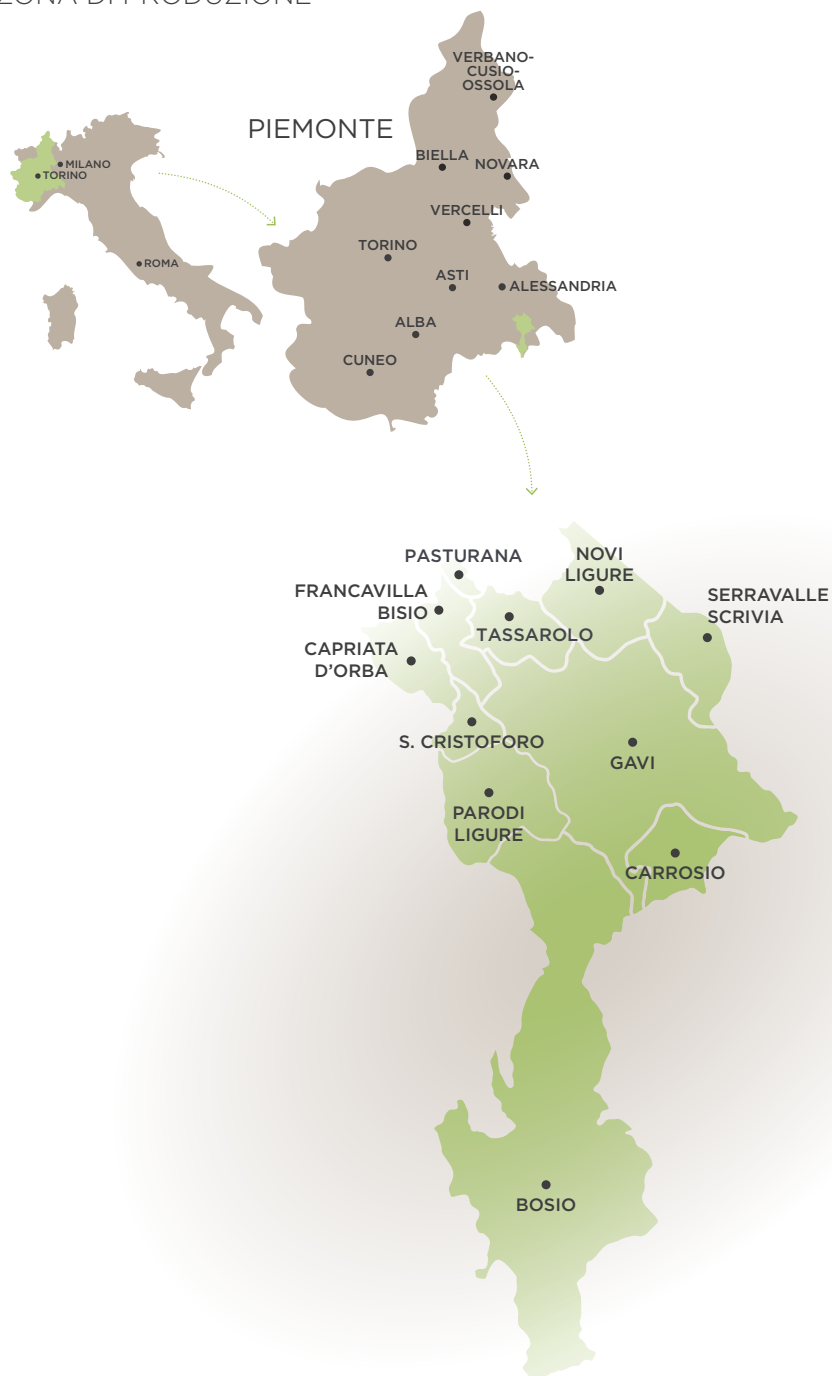 ZONA DI PRODUZIONE
VERBANO-
CUSIO-
OSSOLA
PIEMONTE
BIELLA
NOVARA
MILANO
TORINO
VERCELLI
TORINO
ROMA
ASTI
ALESSANDRIA
ALBA
CUNEO
PASTURANA
NOVI
LIGURE
FRANCAVILLA
BISIO
SERRAVALLE
SCRIVIA
TASSAROLO
CAPRIATA
D'ORBA
S. CRISTOFORO
GAVI
PARODI
LIGURE
CARROSIO
BOSIO